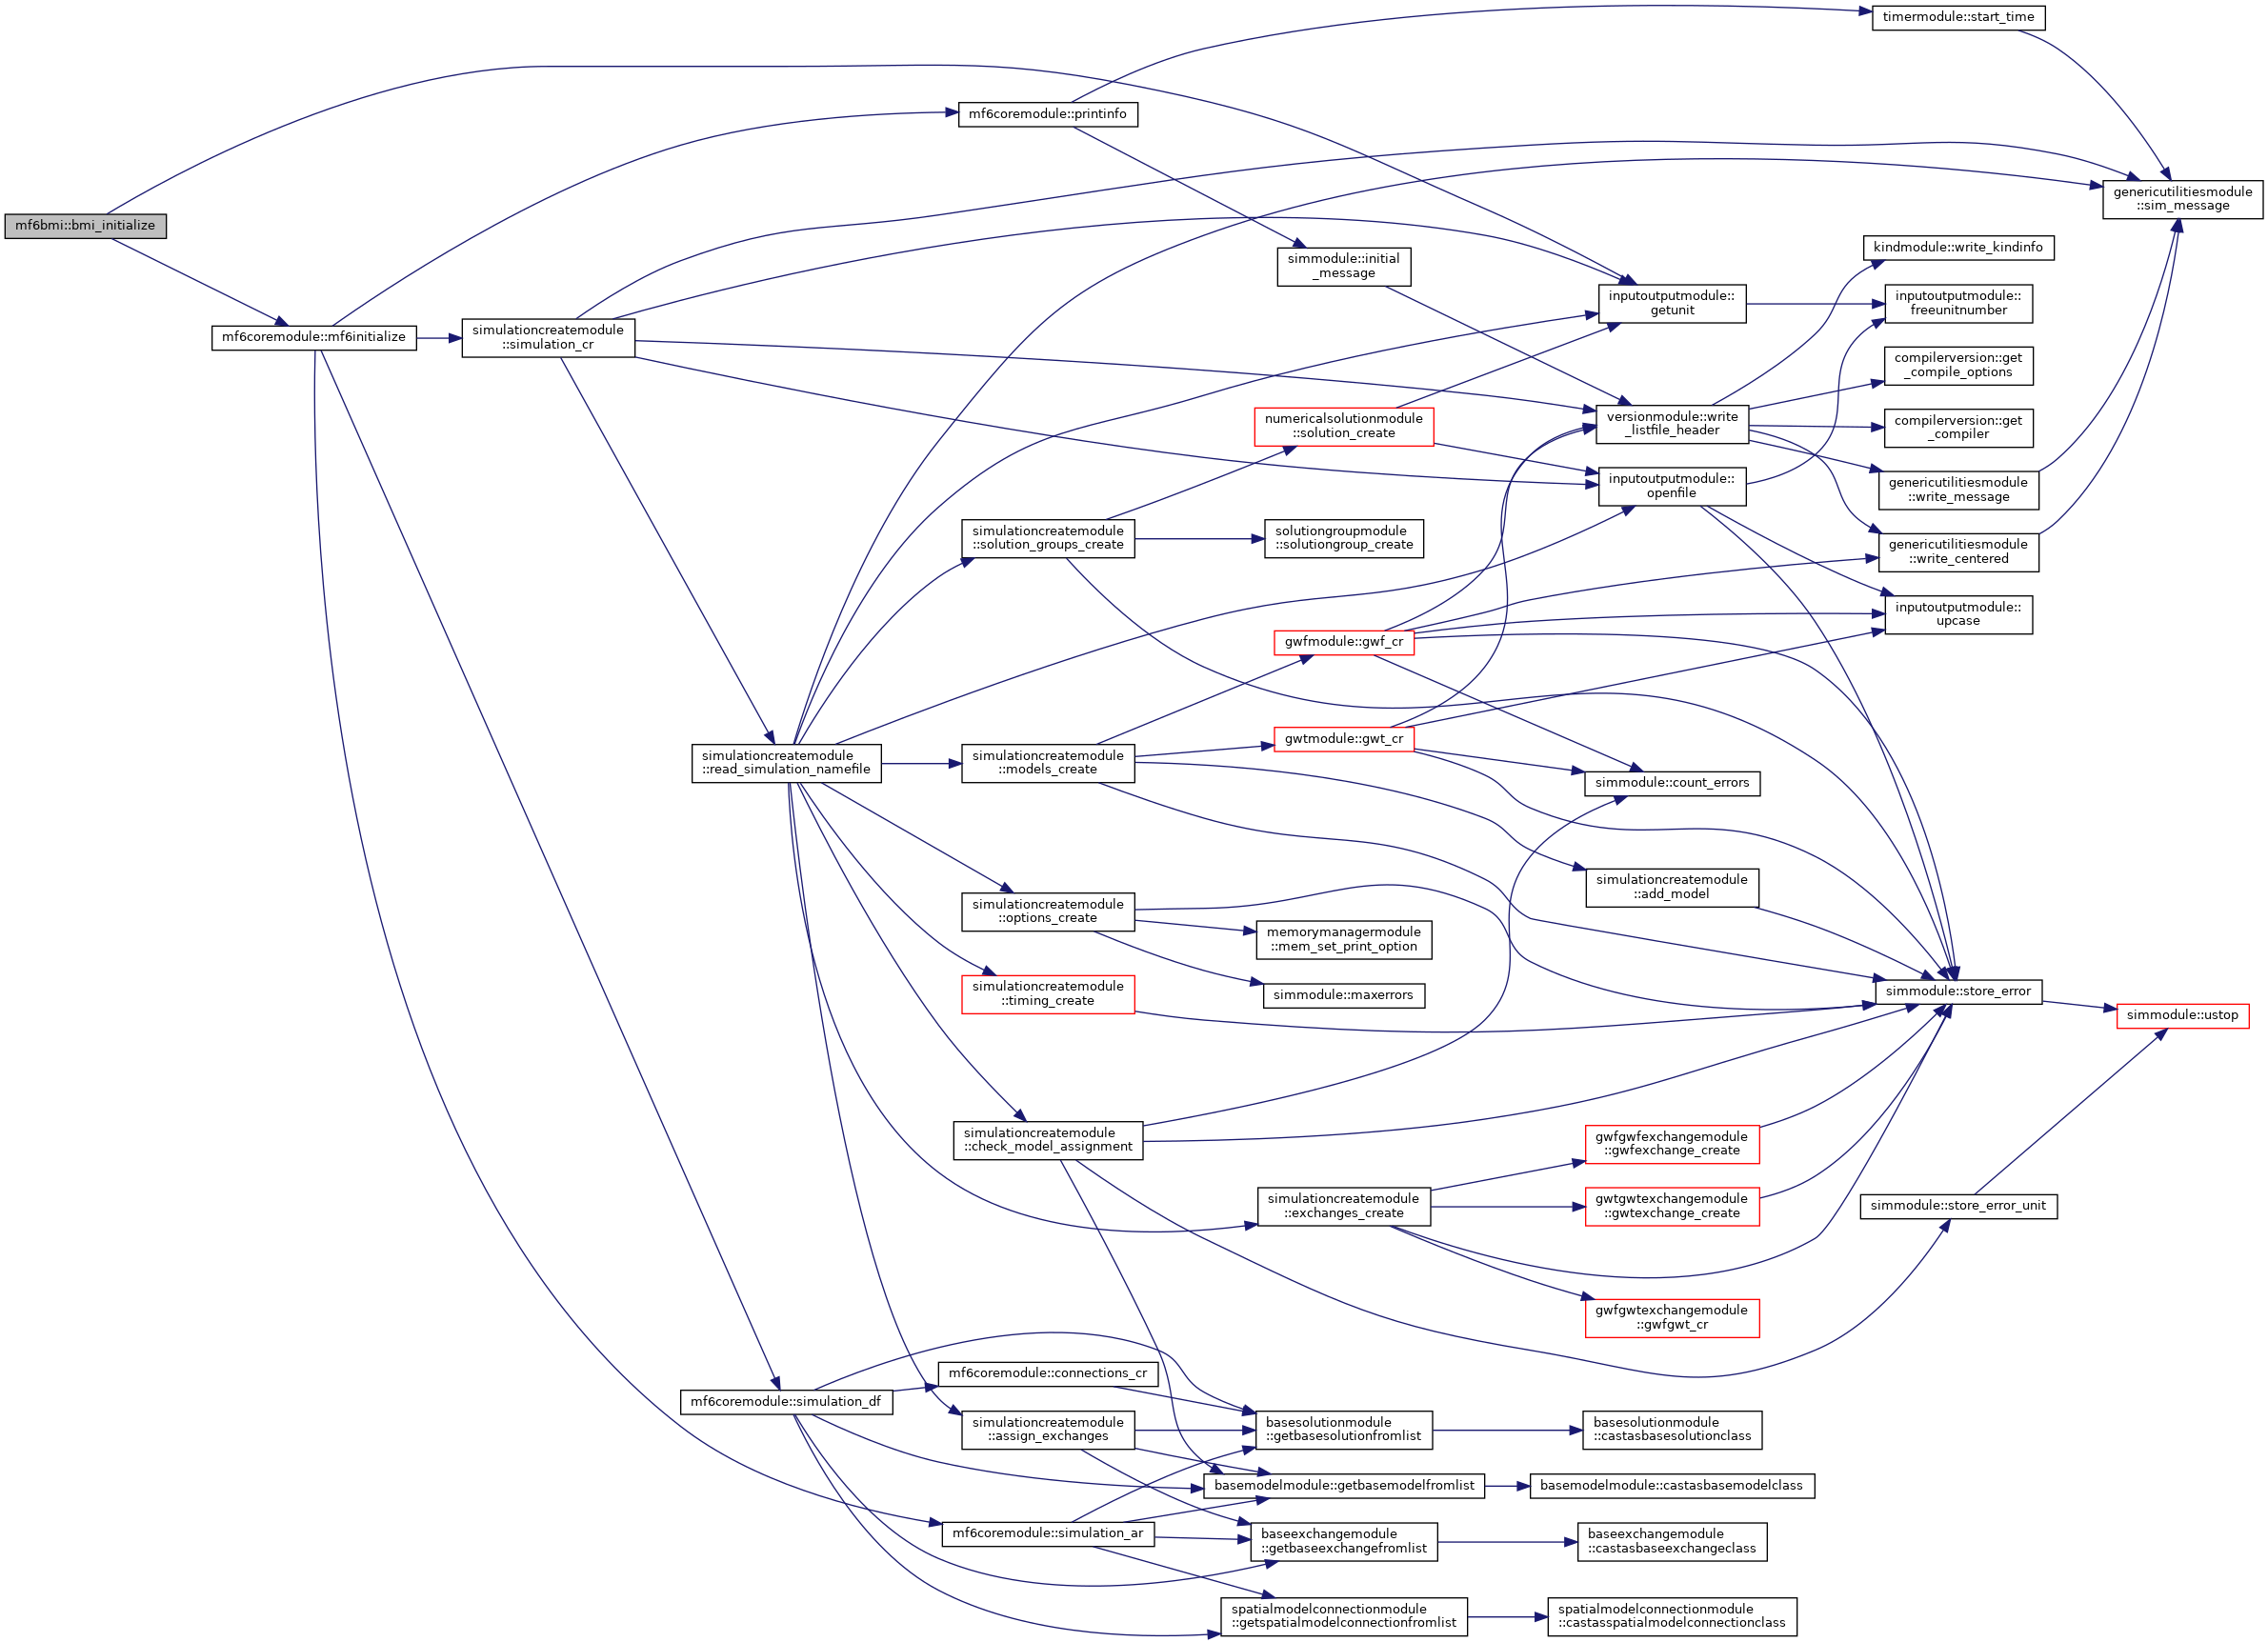 timermodule::start_time
mf6coremodule::printinfo
genericutilitiesmodule
::sim_message
mf6bmi::bmi_initialize
kindmodule::write_kindinfo
simmodule::initial
_message
inputoutputmodule::
getunit
inputoutputmodule::
freeunitnumber
mf6coremodule::mf6initialize
simulationcreatemodule
::simulation_cr
compilerversion::get
_compile_options
numericalsolutionmodule
::solution_create
versionmodule::write
_listfile_header
compilerversion::get
_compiler
inputoutputmodule::
openfile
genericutilitiesmodule
::write_message
simulationcreatemodule
::solution_groups_create
solutiongroupmodule
::solutiongroup_create
genericutilitiesmodule
::write_centered
inputoutputmodule::
upcase
gwfmodule::gwf_cr
gwtmodule::gwt_cr
simulationcreatemodule
::read_simulation_namefile
simulationcreatemodule
::models_create
simmodule::count_errors
simulationcreatemodule
::add_model
simulationcreatemodule
::options_create
memorymanagermodule
::mem_set_print_option
simulationcreatemodule
::timing_create
simmodule::maxerrors
simmodule::store_error
simmodule::ustop
simulationcreatemodule
::check_model_assignment
gwfgwfexchangemodule
::gwfexchange_create
simulationcreatemodule
::exchanges_create
gwtgwtexchangemodule
::gwtexchange_create
simmodule::store_error_unit
gwfgwtexchangemodule
::gwfgwt_cr
mf6coremodule::connections_cr
mf6coremodule::simulation_df
simulationcreatemodule
::assign_exchanges
basesolutionmodule
::getbasesolutionfromlist
basesolutionmodule
::castasbasesolutionclass
basemodelmodule::getbasemodelfromlist
basemodelmodule::castasbasemodelclass
mf6coremodule::simulation_ar
baseexchangemodule
::getbaseexchangefromlist
baseexchangemodule
::castasbaseexchangeclass
spatialmodelconnectionmodule
::getspatialmodelconnectionfromlist
spatialmodelconnectionmodule
::castasspatialmodelconnectionclass